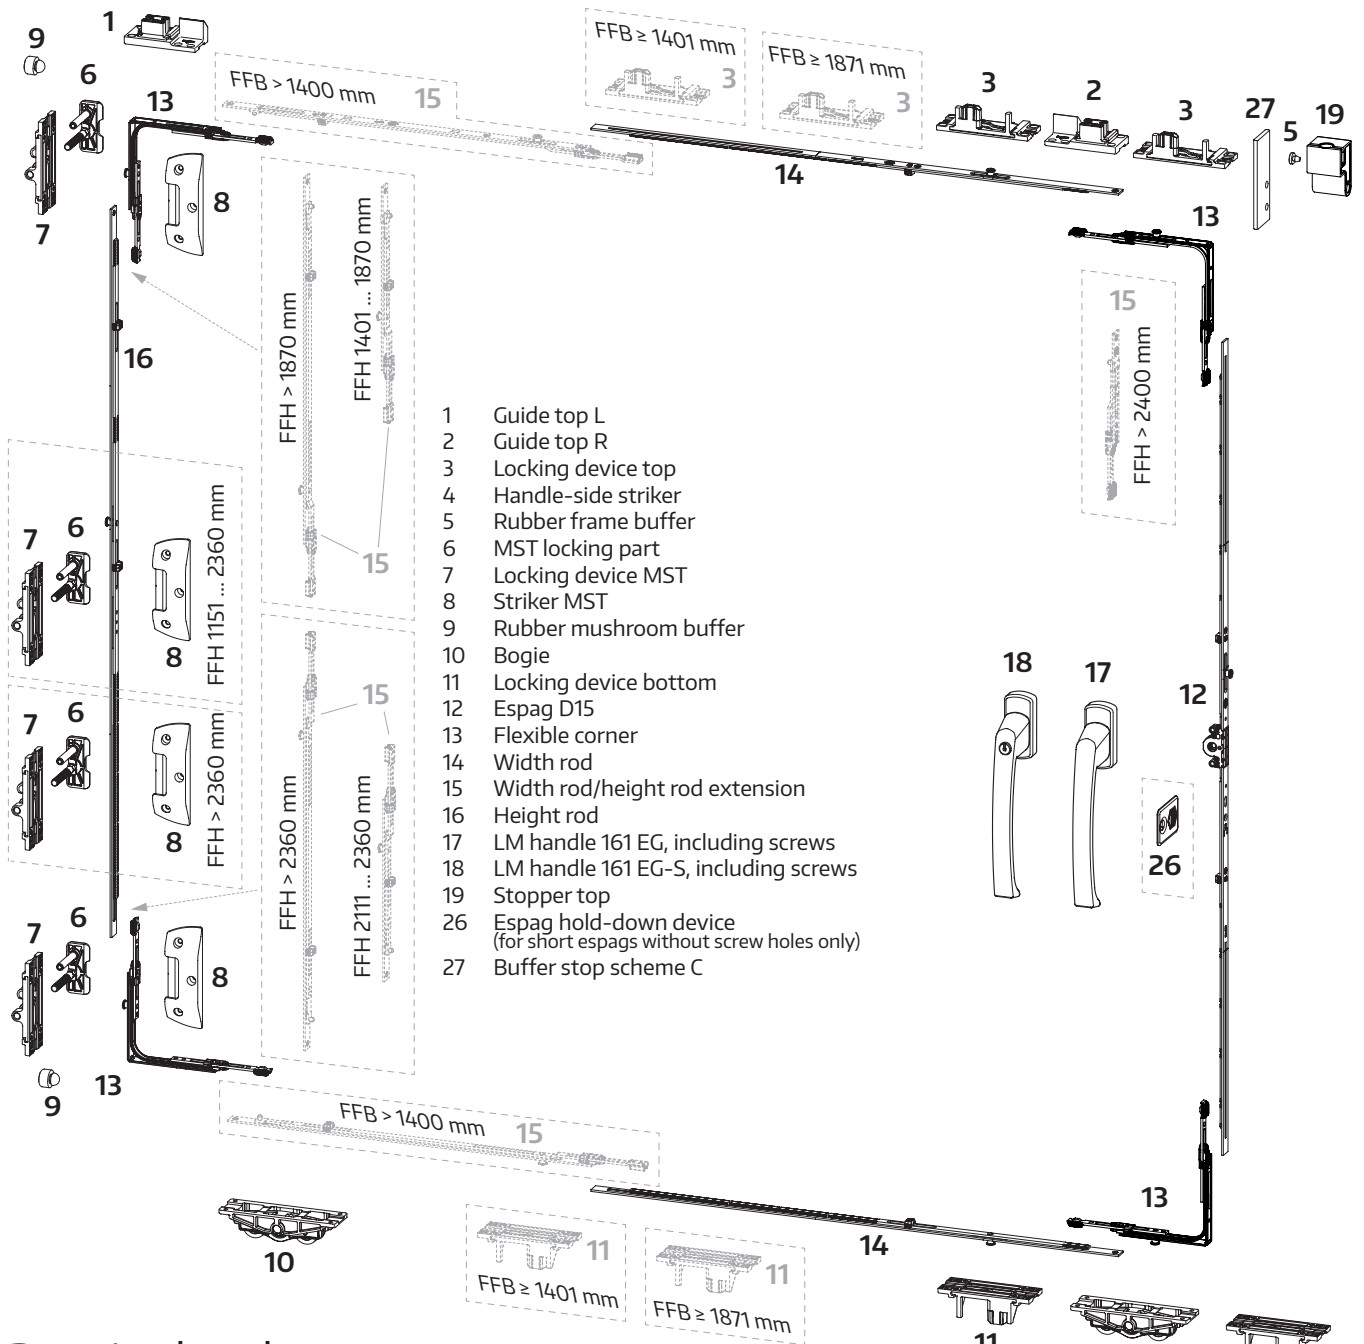 1
9
6
13
FFB > 1400 mm
15
FFB ≥ 1401 mm
3
FFB ≥ 1871 mm
3
3
2
3
27
5
19
7
8
14
13
16
FFH > 1870 mm
FFH 1401 ... 1870 mm
15
15
FFH > 2400 mm
1 Guide top L
2 Guide top R
3 Locking device top
4 Handle-side striker
5 Rubber frame buffer
6 MST locking part
7 Locking device MST
8 Striker MST
9 Rubber mushroom buffer
10 Bogie
11 Locking device bottom
12 Espag D15
13 Flexible corner
14 Width rod
15 Width rod/height rod extension
16 Height rod
17 LM handle 161 EG, including screws
18 LM handle 161 EG-S, including screws
19 Stopper top
26 Espag hold-down device
(for short espags without screw holes only)
27 Buffer stop scheme C
7
6
8
FFH 1151 ... 2360 mm
7
6
8
FFH > 2360 mm
15
FFH > 2360 mm
FFH 2111 ... 2360 mm
18
17
12
26
7
6
8
13
9
FFB > 1400 mm
15
10
11
FFB ≥ 1401 mm
11
FFB ≥ 1871 mm
14
13
11